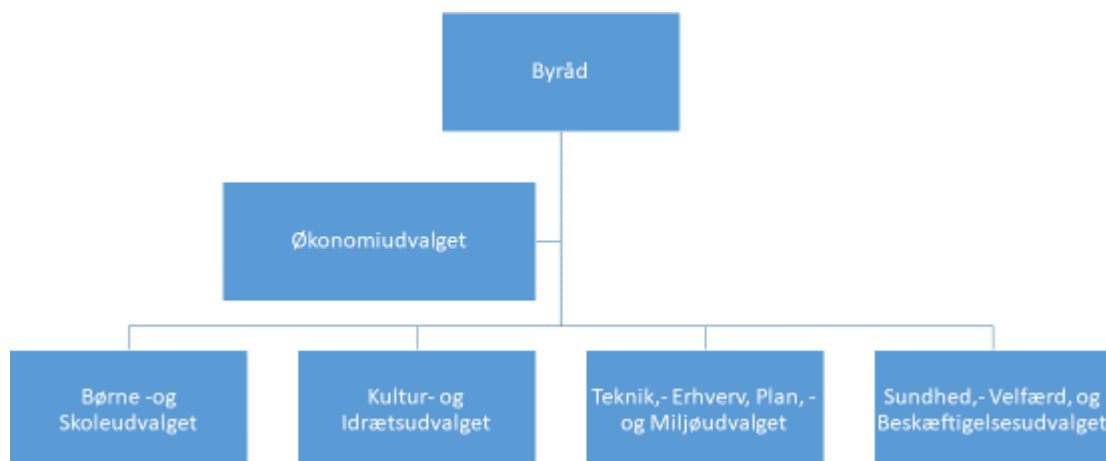 Byråd
Økonomiudvalget
Børne -og
Skoleudvalget
Kultur- og
Idrætsudvalget
Teknik,- Erhverv, Plan, -
og Miljøudvalget
Sundhed,- Velfærd, og
Beskæftigelsesudvalget